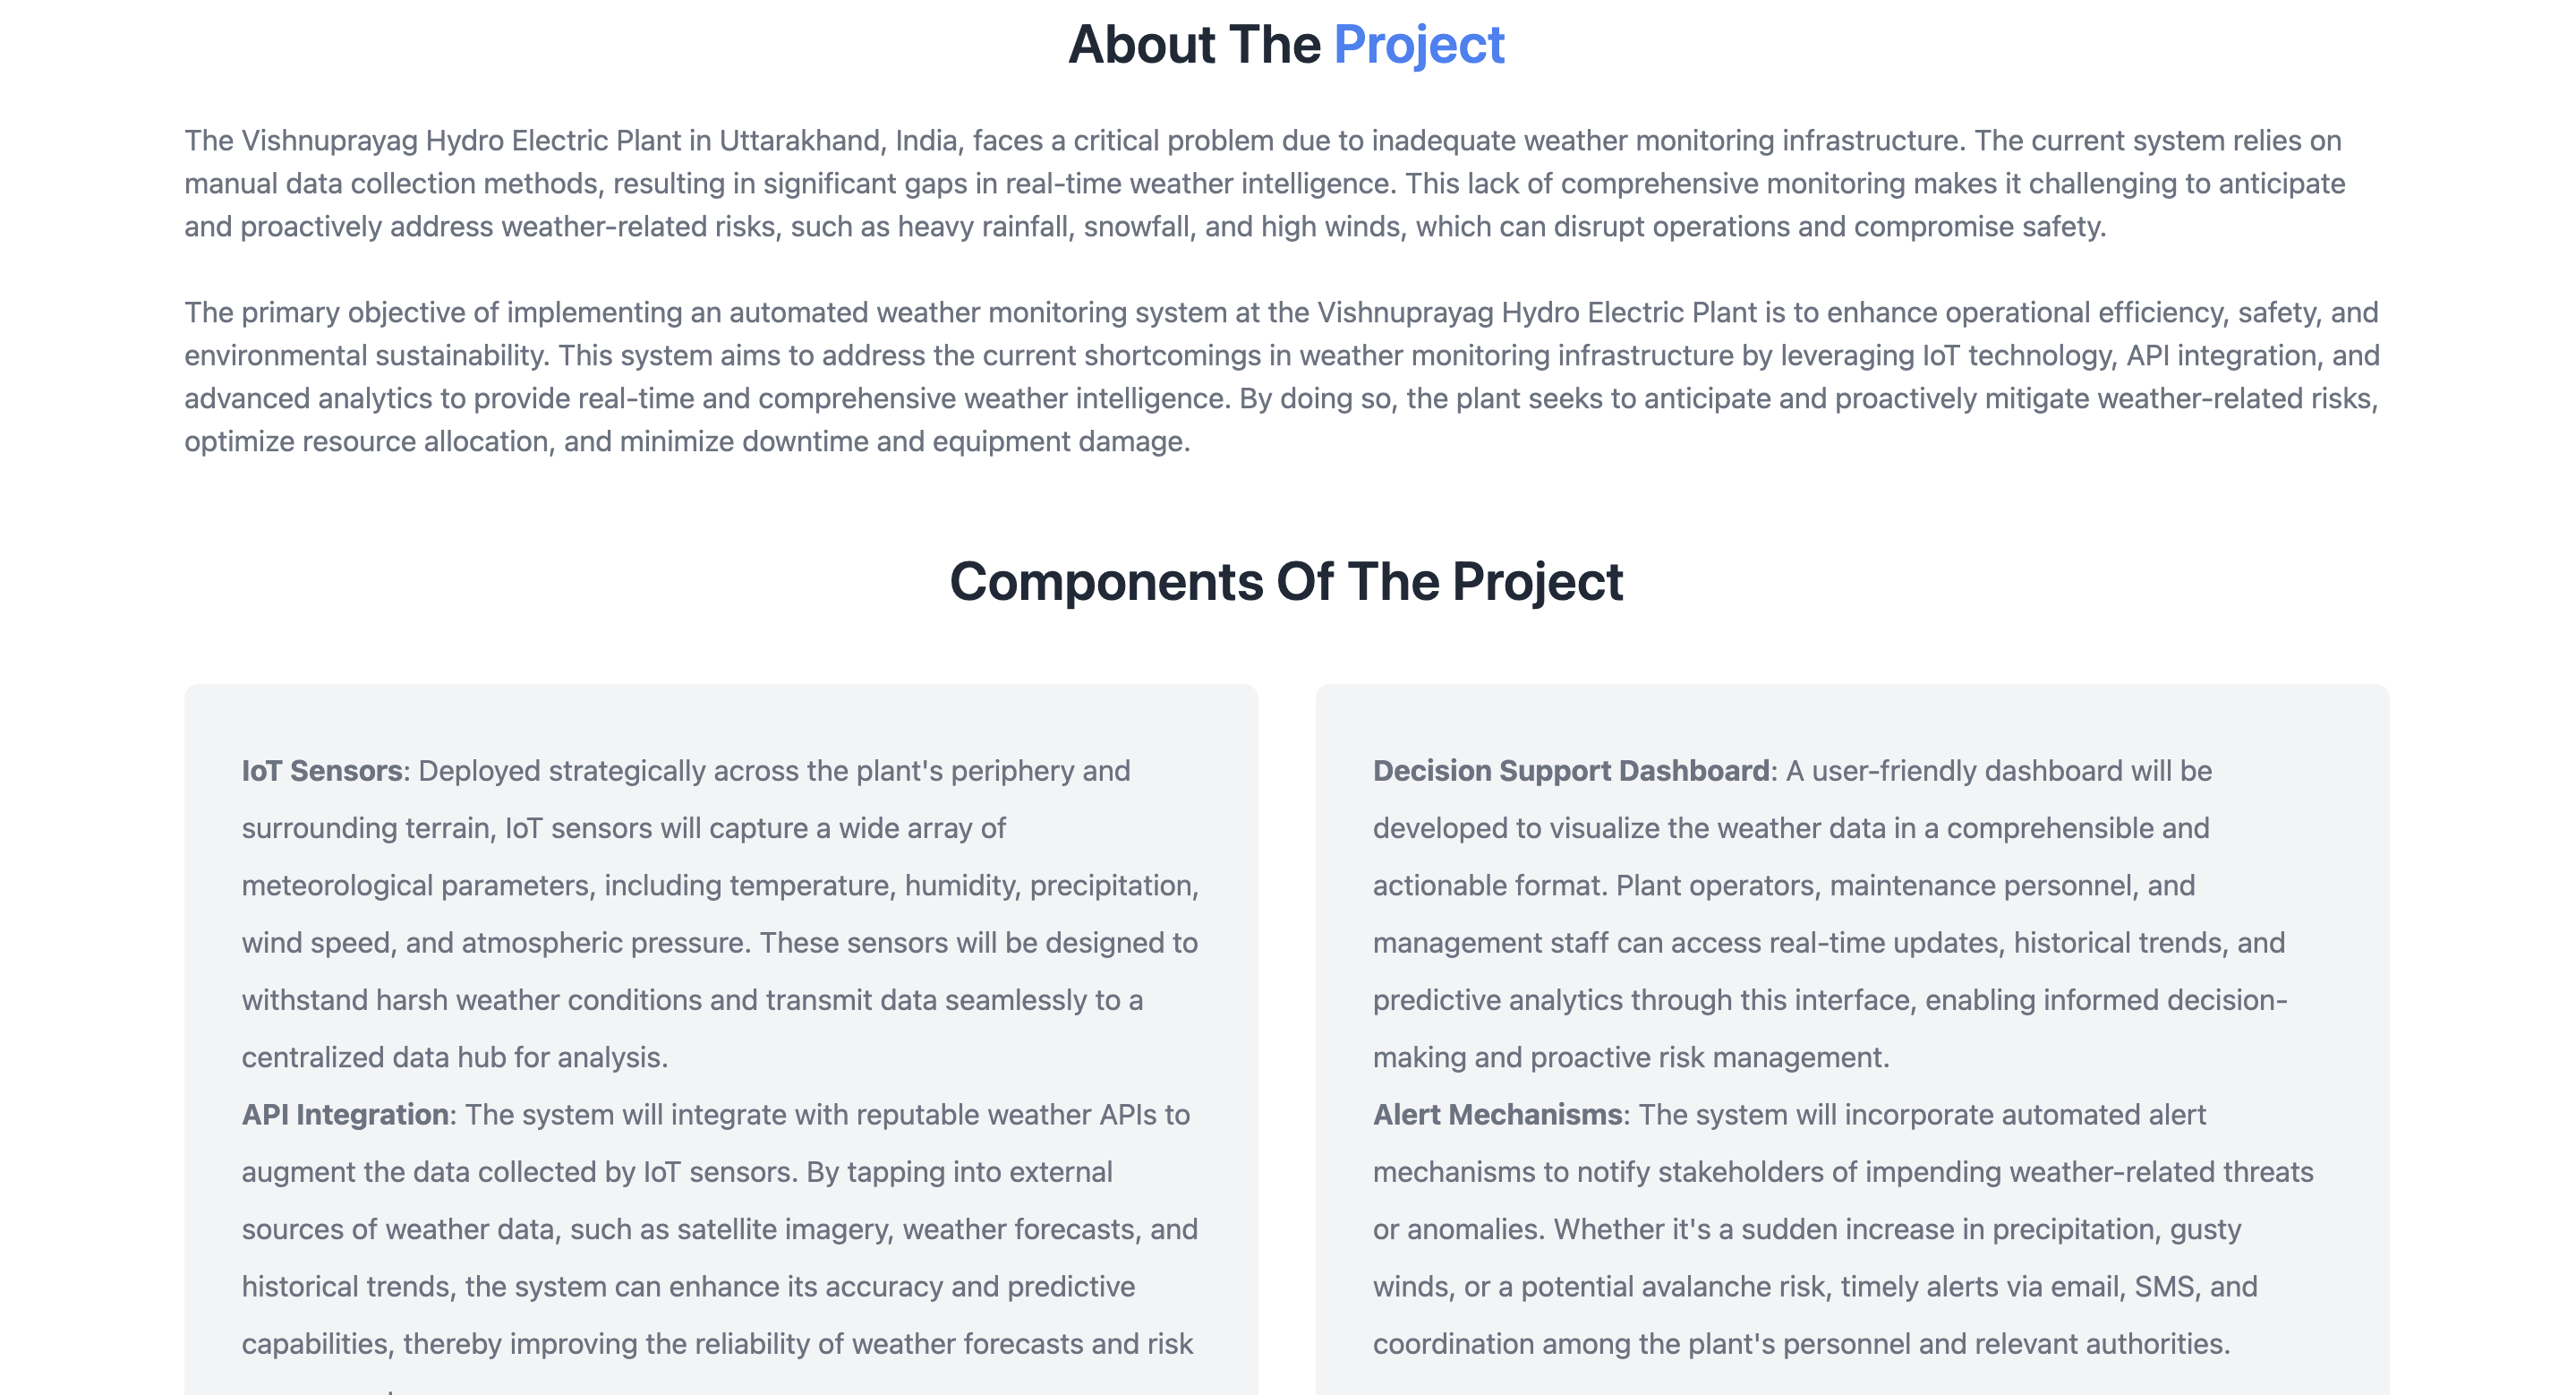 About The Project
The Vishnuprayag Hydro Electric Plant in Uttarakhand, India, faces a critical problem due to inadequate weather monitoring infrastructure. The current system relies on
manual data collection methods, resulting in significant gaps in real-time weather intelligence. This lack of comprehensive monitoring makes it challenging to anticipate
and proactively address weather-related risks, such as heavy rainfall, snowfall, and high winds, which can disrupt operations and compromise safety.
The primary objective of implementing an automated weather monitoring system at the Vishnuprayag Hydro Electric Plant is to enhance operational efficiency, safety, and
environmental sustainability. This system aims to address the current shortcomings in weather monitoring infrastructure by leveraging IoT technology, API integration, and
advanced analytics to provide real-time and comprehensive weather intelligence. By doing so, the plant seeks to anticipate and proactively mitigate weather-related risks,
optimize resource allocation, and minimize downtime and equipment damage.
Components Of The Project
IoT Sensors: Deployed strategically across the plant's periphery and
surrounding terrain, IoT sensors will capture a wide array of
meteorological parameters, including temperature, humidity, precipitation,
wind speed, and atmospheric pressure. These sensors will be designed to
withstand harsh weather conditions and transmit data seamlessly to a
centralized data hub for analysis.
API Integration: The system will integrate with reputable weather APIs to
augment the data collected by IoT sensors. By tapping into external
sources of weather data, such as satellite imagery, weather forecasts, and
historical trends, the system can enhance its accuracy and predictive
capabilities, thereby improving the reliability of weather forecasts and risk
Decision Support Dashboard: A user-friendly dashboard will be
developed to visualize the weather data in a comprehensible and
actionable format. Plant operators, maintenance personnel, and
management staff can access real-time updates, historical trends, and
predictive analytics through this interface, enabling informed decision-
making and proactive risk management.
Alert Mechanisms: The system will incorporate automated alert
mechanisms to notify stakeholders of impending weather-related threats
or anomalies. Whether it's a sudden increase in precipitation, gusty
winds, or a potential avalanche risk, timely alerts via email, SMS, and
coordination among the plant's personnel and relevant authorities.